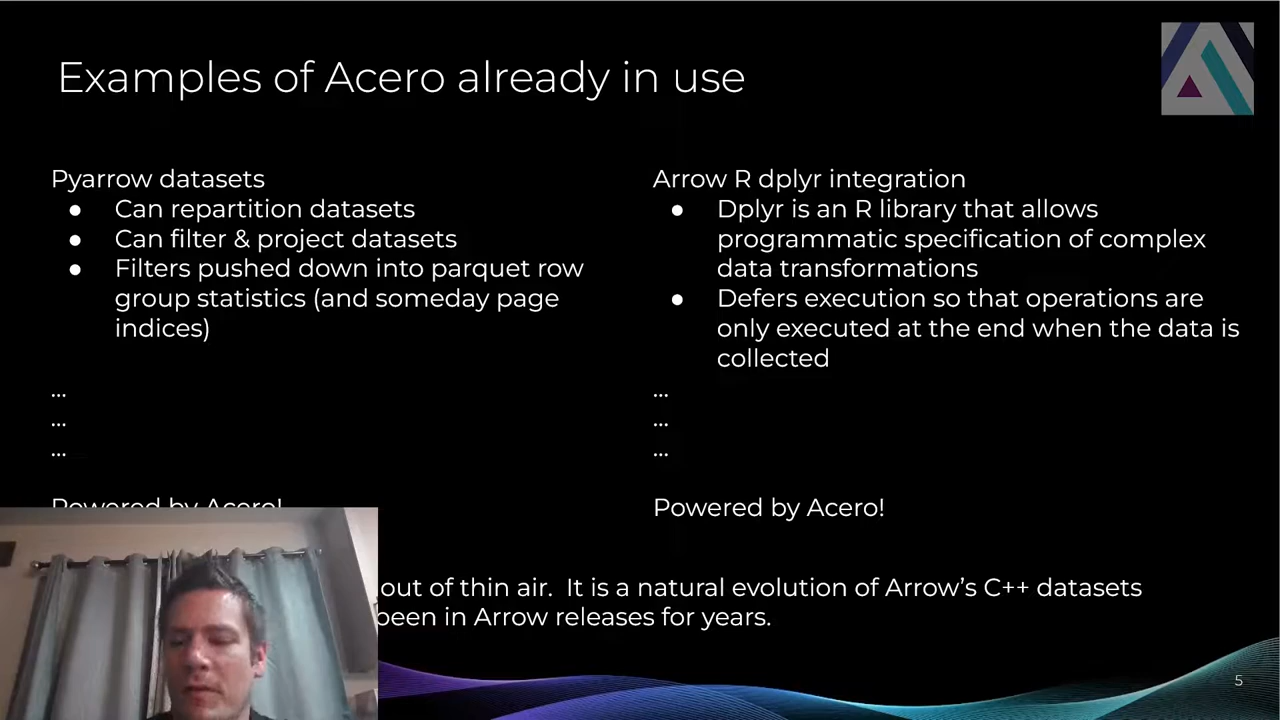 Examples of Acero already in use
Pyarrow datasets
● Can repartition datasets
● Can filter & project datasets
● Filters pushed down into parquet row
group statistics (and someday page
indices)
...
...
...
Powered by Acero!
Arrow R dplyr integration
● Dplyr is an R library that allows
programmatic specification of complex
data transformations
● Defers execution so that operations are
only executed at the end when the data is
collected
...
...
...
Powered by Acero!
out of thin air. It is a natural evolution of Arrow’s C++ datasets
been in Arrow releases for years.
5